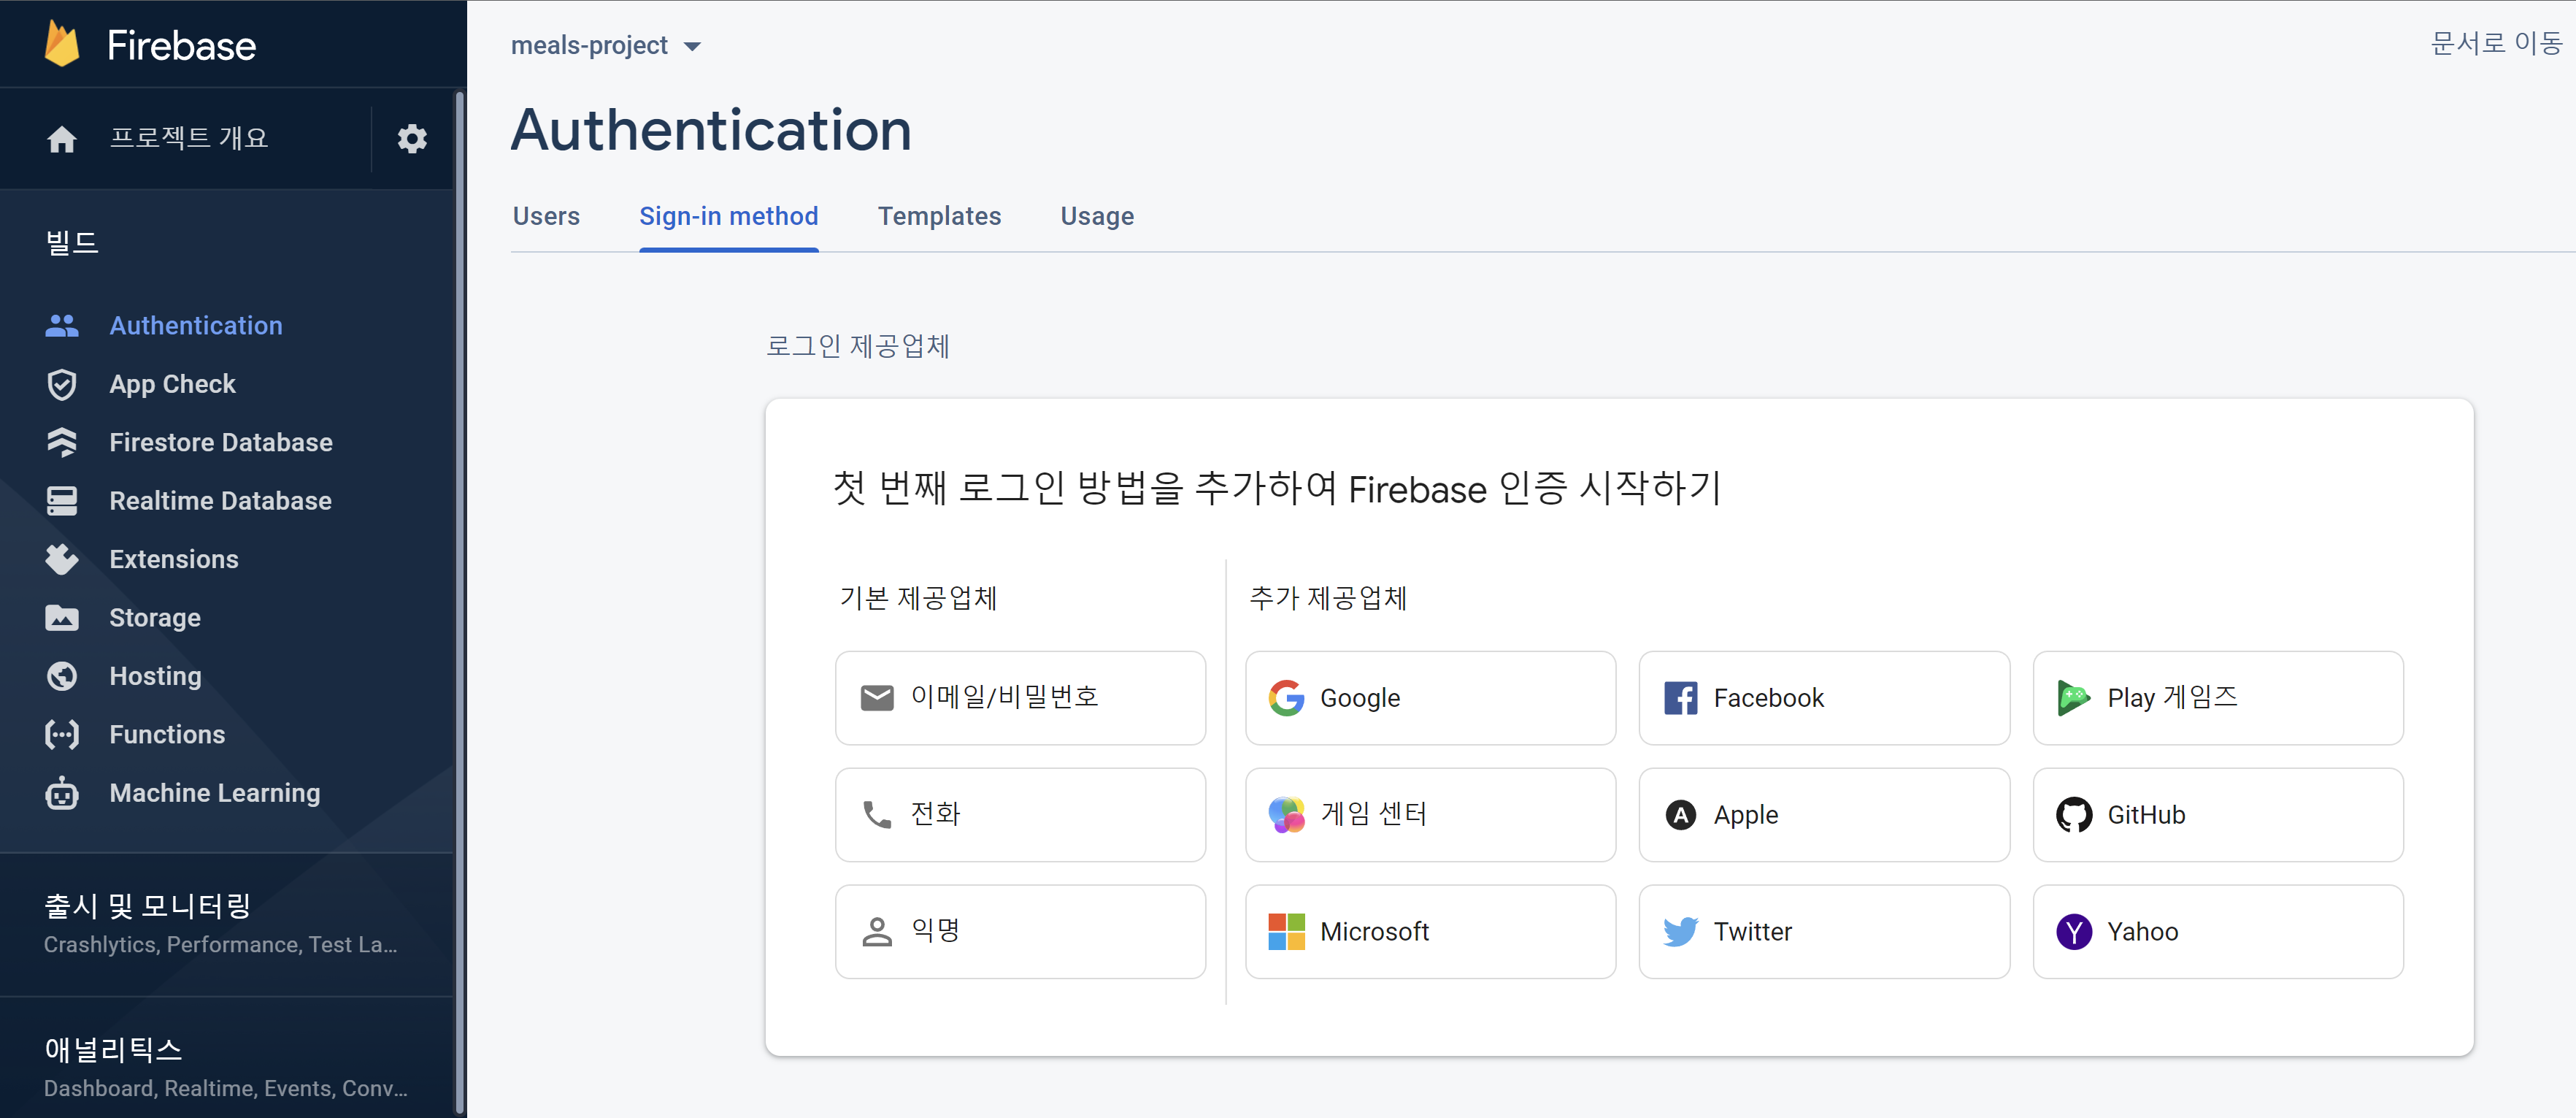 Firebase
프로젝트 개요
빌드
Authentication
App Check
Firestore Database
Realtime Database
Extensions
Storage
Hosting
Functions
Machine Learning
출시 및 모니터링
Crashlytics, Performance, Test La...
애널리틱스
Dashboard, Realtime, Events, Conv...
meals-project
문서로 이동
Authentication
Users Sign-in method Templates Usage
로그인 제공업체
첫 번째 로그인 방법을 추가하여 Firebase 인증 시작하기
기본 제공업체 추가 제공업체
이메일/비밀번호 Google Facebook Play 게임즈
전화 게임 센터 Apple GitHub
익명 Microsoft Twitter Yahoo